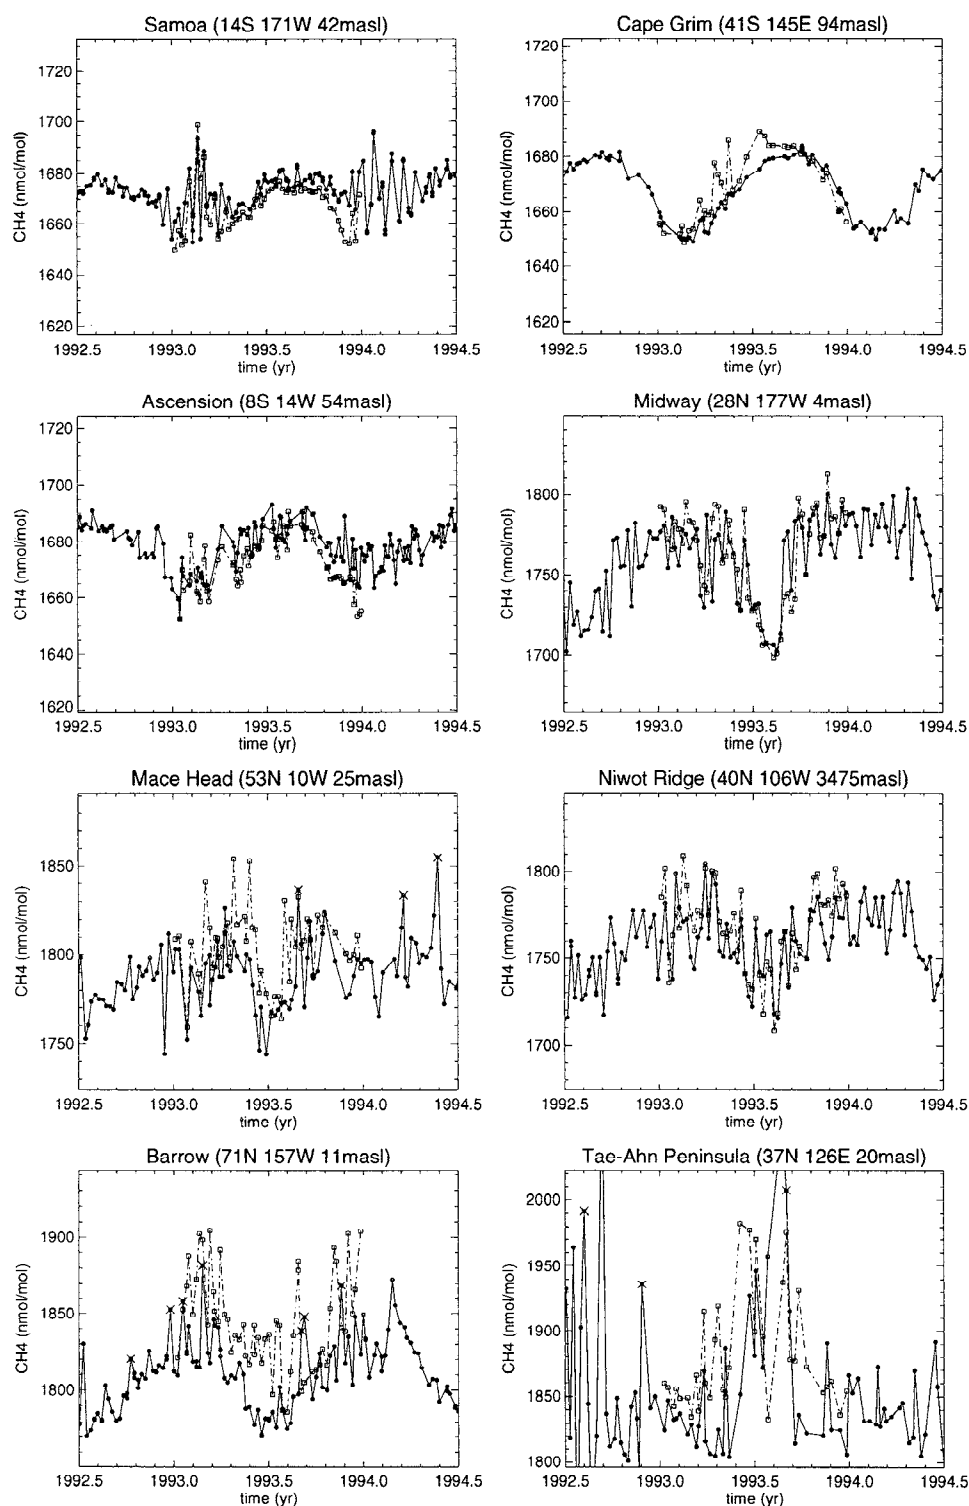 Samoa (14S 171W 42masl)
CH4 (nmol/mol)
1720
1700
1680
1660
1640
1620
1992.5 1993.0 1993.5 1994.0 1994.5
time (yr)
Cape Grim (41S 145E 94masl)
CH4 (nmol/mol)
1720
1700
1680
1660
1640
1620
1992.5 1993.0 1993.5 1994.0 1994.5
time (yr)
Ascension (8S 14W 54masl)
CH4 (nmol/mol)
1720
1700
1680
1660
1640
1620
1992.5 1993.0 1993.5 1994.0 1994.5
time (yr)
Midway (28N 177W 4masl)
CH4 (nmol/mol)
1800
1750
1700
1992.5 1993.0 1993.5 1994.0 1994.5
time (yr)
Mace Head (53N 10W 25masl)
CH4 (nmol/mol)
1850
1800
1750
1992.5 1993.0 1993.5 1994.0 1994.5
time (yr)
Niwot Ridge (40N 106W 3475masl)
CH4 (nmol/mol)
1800
1750
1700
1992.5 1993.0 1993.5 1994.0 1994.5
time (yr)
Barrow (71N 157W 11masl)
CH4 (nmol/mol)
1900
1850
1800
1992.5 1993.0 1993.5 1994.0 1994.5
time (yr)
Tae-Ahn Peninsula (37N 126E 20masl)
CH4 (nmol/mol)
2000
1950
1900
1850
1800
1992.5 1993.0 1993.5 1994.0 1994.5
time (yr)